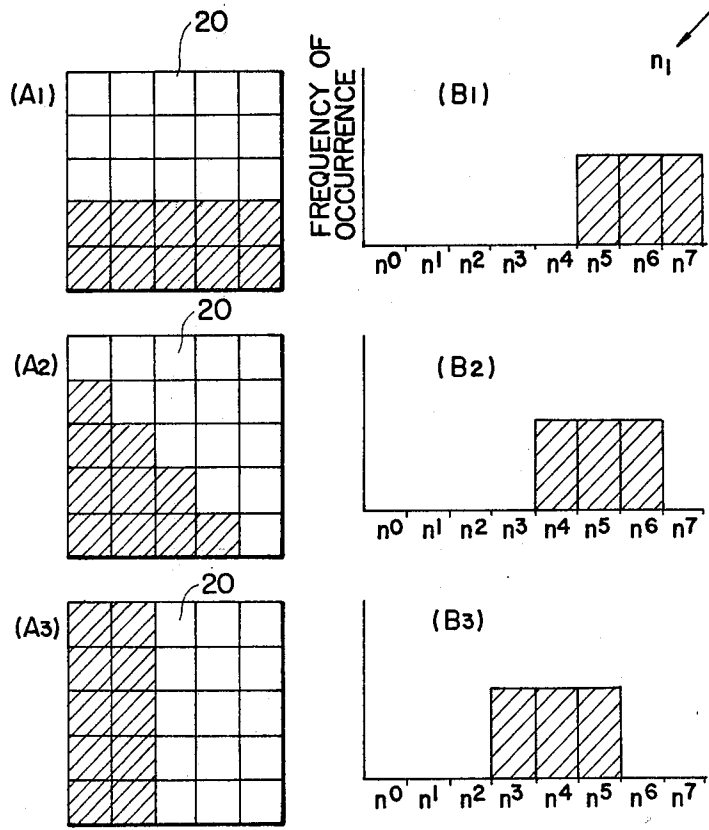 20
(A1)
FREQUENCY OF
OCCURRENCE
(B1)
n1
n0 n1 n2 n3 n4 n5 n6 n7
20
(A2)
(B2)
n0 n1 n2 n3 n4 n5 n6 n7
20
(A3)
(B3)
n0 n1 n2 n3 n4 n5 n6 n7